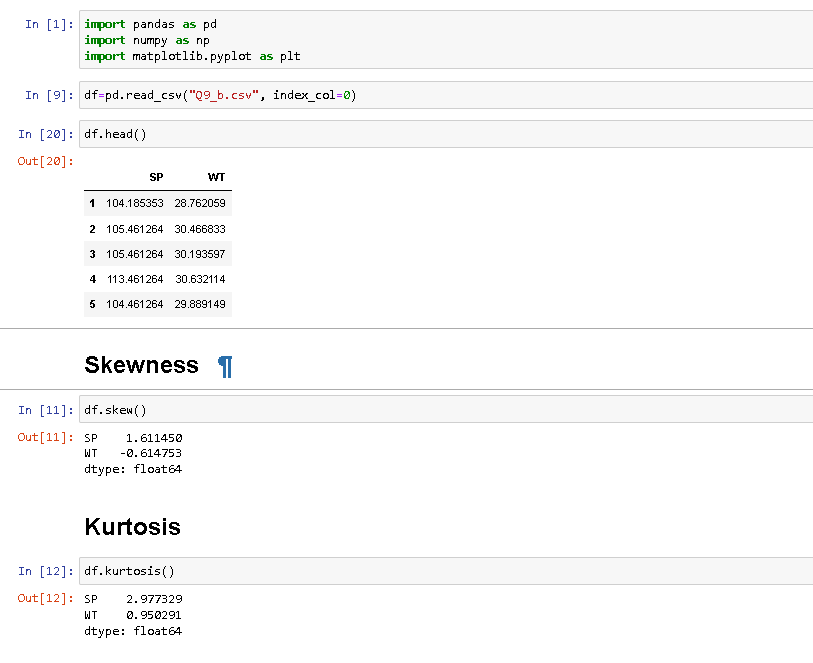 In [1]: import pandas as pd
import numpy as np
import matplotlib.pyplot as plt
In [9]: df=pd.read_csv("Q9_b.csv", index_col=0)
In [20]: df.head()
Out[20]:
SP WT
1 104.185353 28.762059
2 105.461264 30.466833
3 105.461264 30.193597
4 113.461264 30.632114
5 104.461264 29.889149
Skewness ¶
In [11]: df.skew()
Out[11]: SP 1.611450
WT -0.614753
dtype: float64
Kurtosis
In [12]: df.kurtosis()
Out[12]: SP 2.977329
WT 0.950291
dtype: float64